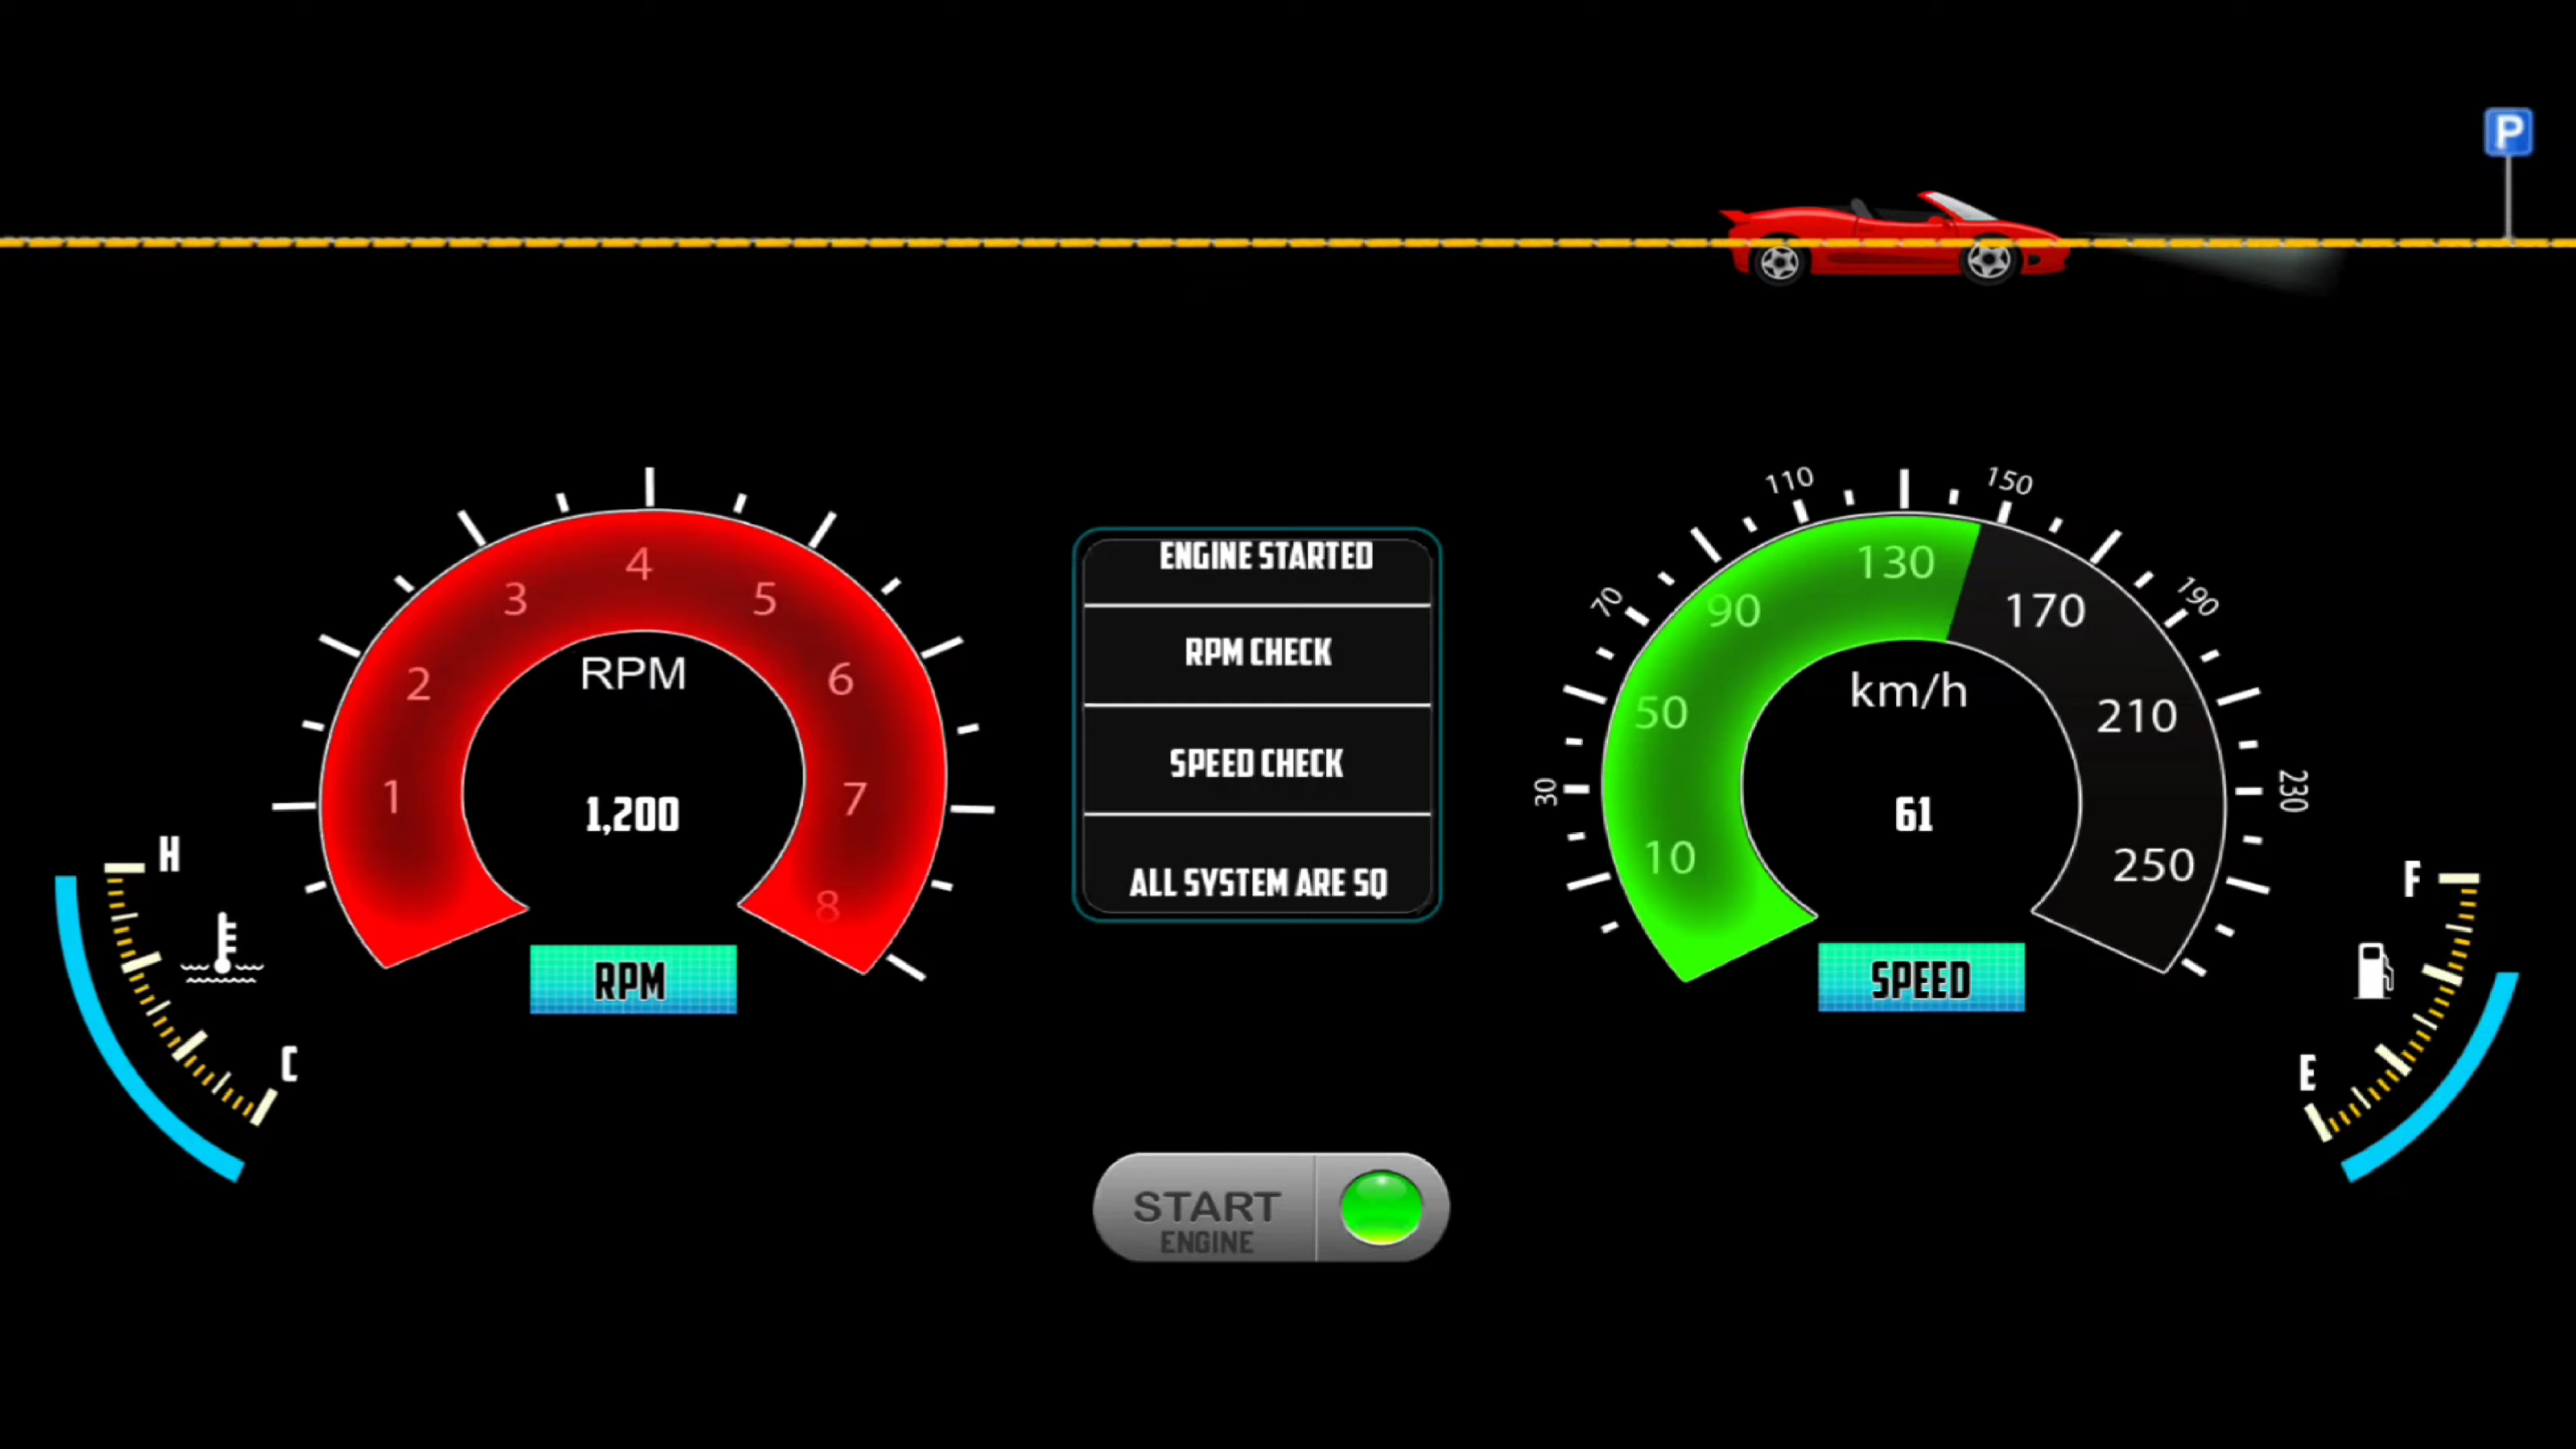 P
ENGINE STARTED
RPM CHECK
SPEED CHECK
ALL SYSTEM ARE SQ
1
2
3
4
5
6
7
8
RPM
1,200
RPM
10
30
50
70
90
110
130
150
170
190
210
230
250
km/h
61
SPEED
H
C
F
E
START
ENGINE